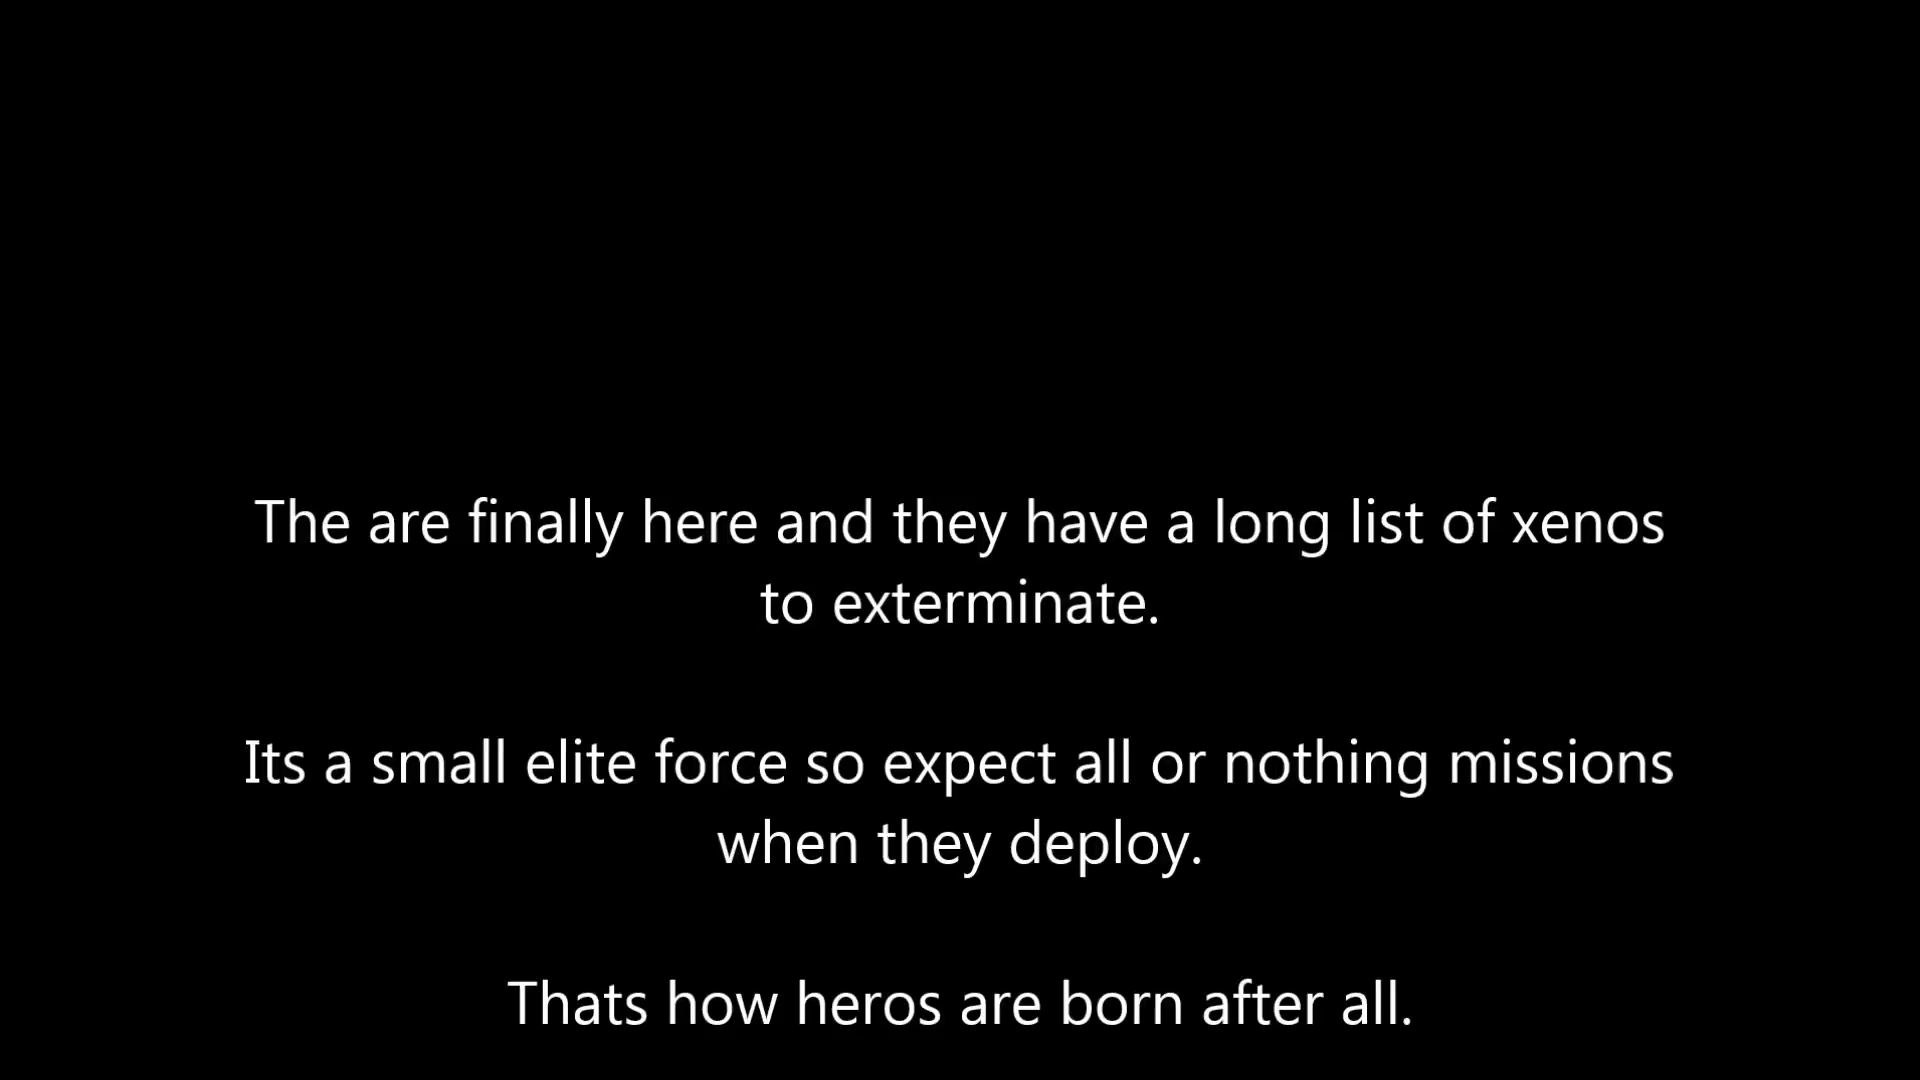 The are finally here and they have a long list of xenos
to exterminate.
Its a small elite force so expect all or nothing missions
when they deploy.
Thats how heros are born after all.